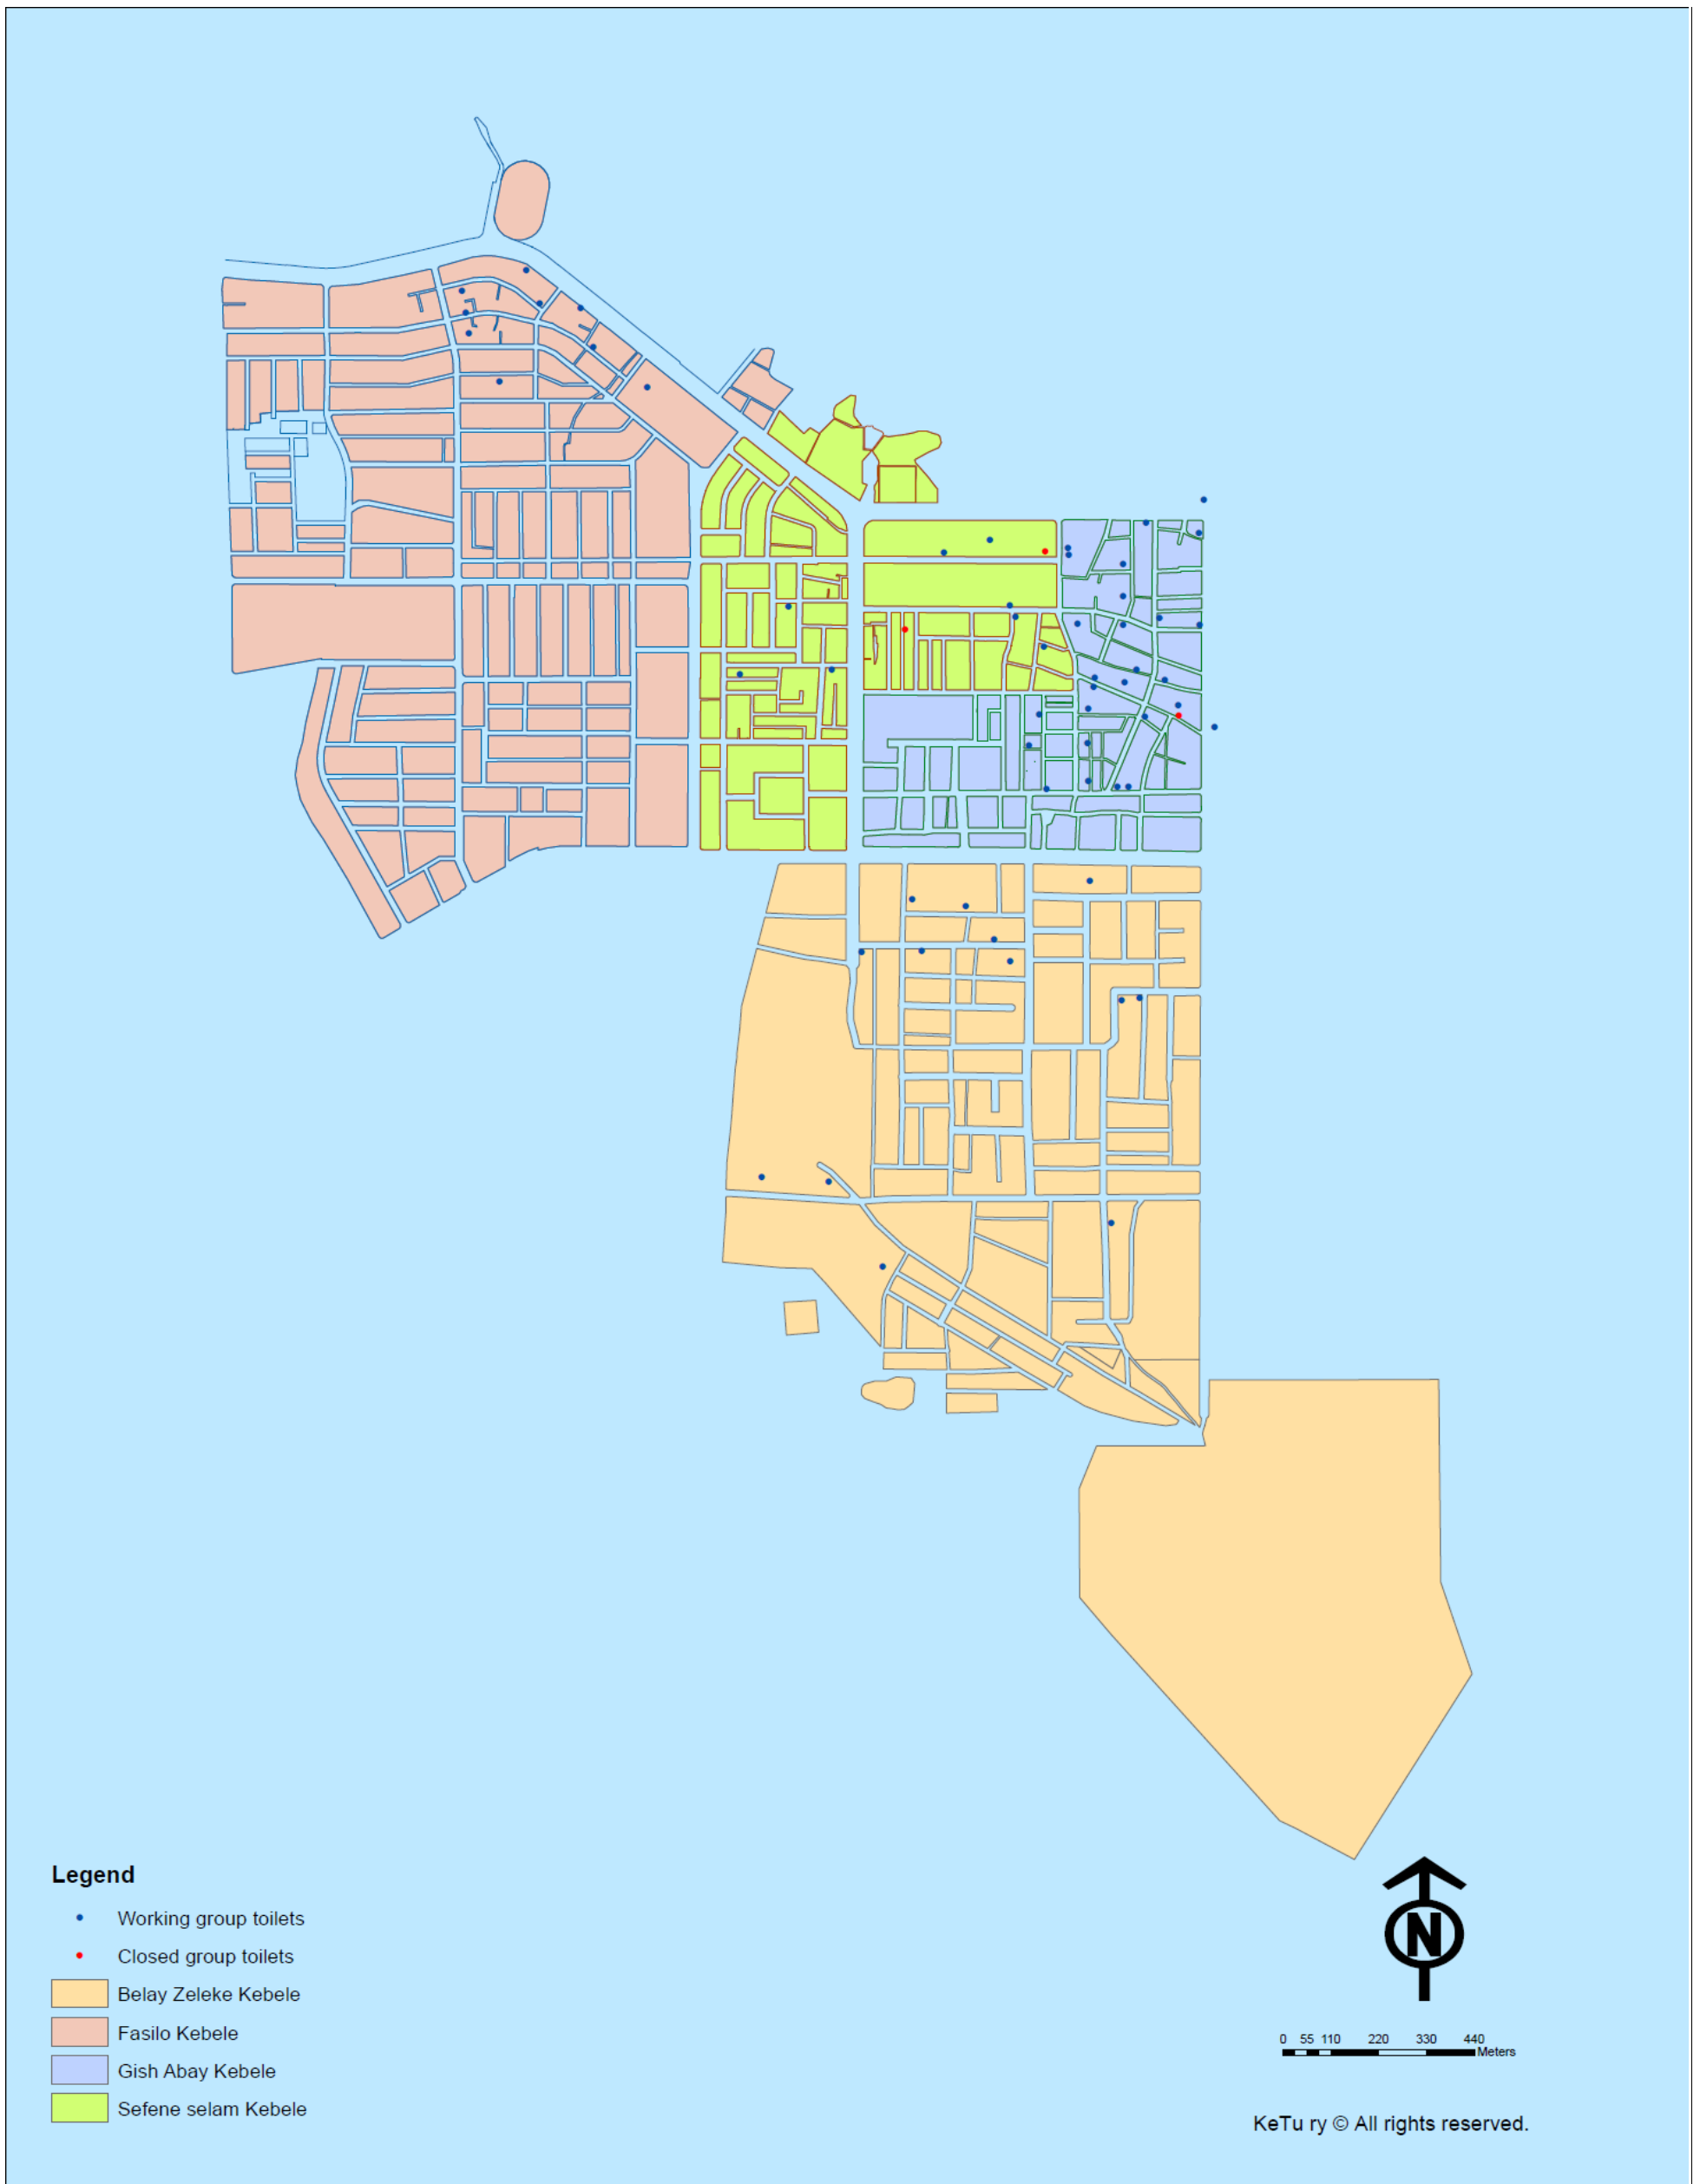 Legend
Working group toilets
Closed group toilets
Belay Zeleke Kebele
Fasilo Kebele
Gish Abay Kebele
Sefene selam Kebele
N
0 55 110 220 330 440
Meters
KeTu ry © All rights reserved.